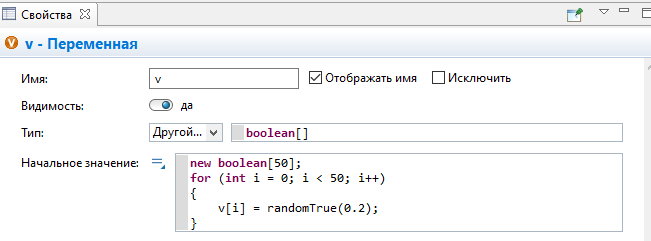 Свойства
v - Переменная
Имя: v Отображать имя Исключить
Видимость: да
Тип: Другой... boolean[]
Начальное значение: new boolean[50];
for (int i = 0; i < 50; i++)
{
v[i] = randomTrue(0.2);
}